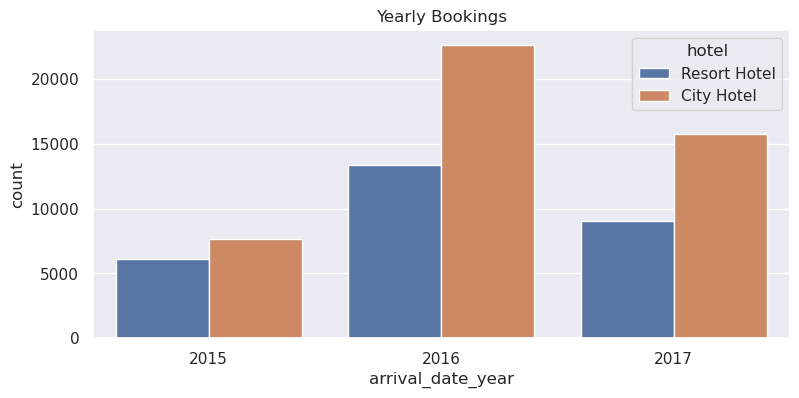 Yearly Bookings
hotel
Resort Hotel
City Hotel
count
20000
15000
10000
5000
0
2015
2016
2017
arrival_date_year